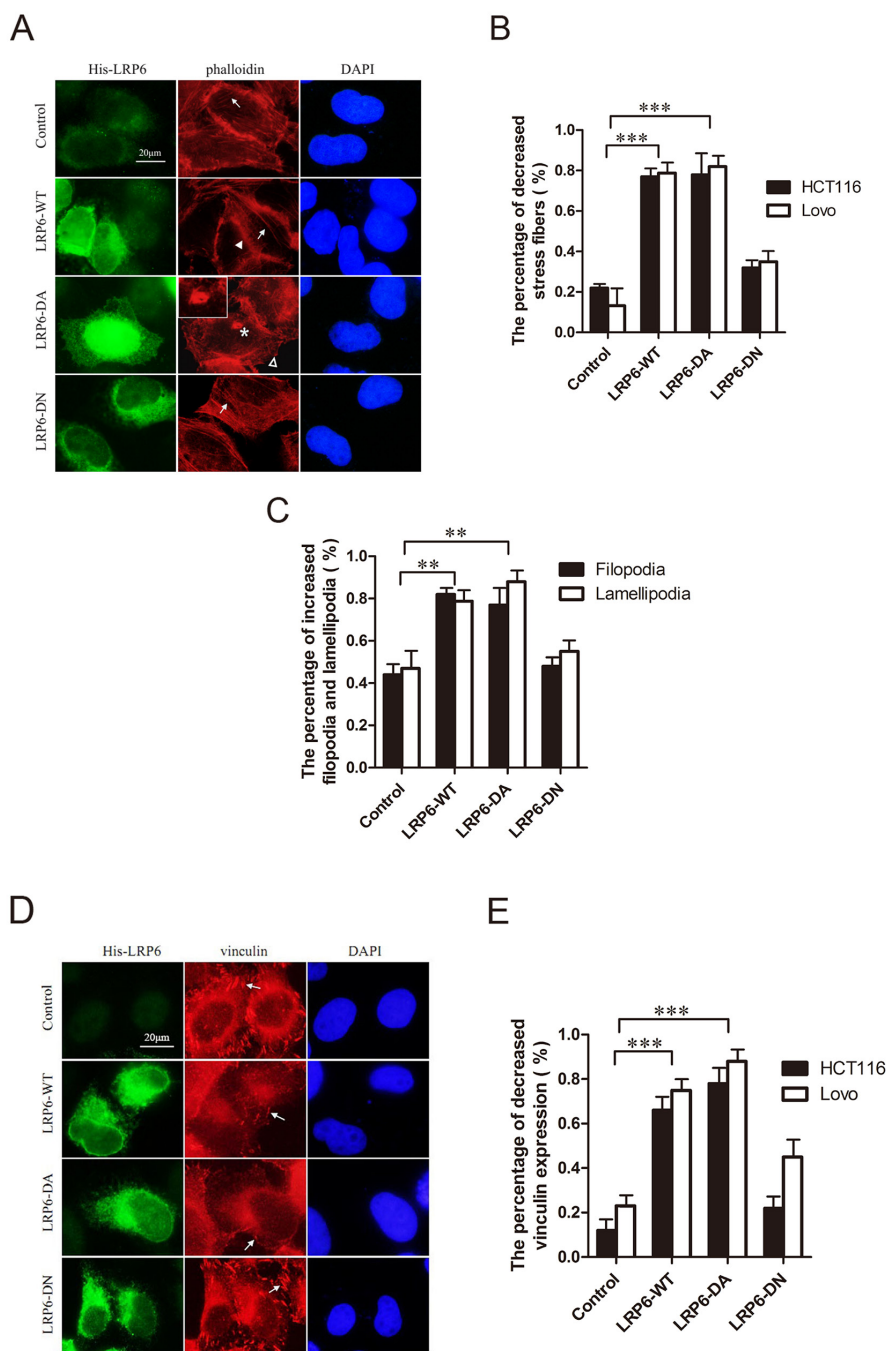 A
His-LRP6 phalloidin DAPI
Control
20μm
LRP6-WT
LRP6-DA
*
LRP6-DN
B
The percentage of decreased
stress fibers ( %)
1.0
0.8
0.6
0.4
0.2
0.0
***
***
HCT116
Lovo
Control
LRP6-WT
LRP6-DA
LRP6-DN
C
The percentage of increased
filopodia and lamellipodia ( %)
1.0
0.8
0.6
0.4
0.2
0.0
**
**
Filopodia
Lamellipodia
Control
LRP6-WT
LRP6-DA
LRP6-DN
D
His-LRP6 vinculin DAPI
Control
20μm
LRP6-WT
LRP6-DA
LRP6-DN
E
The percentage of decreased
vinculin expression ( %)
1.0
0.8
0.6
0.4
0.2
0.0
***
***
HCT116
Lovo
Control
LRP6-WT
LRP6-DA
LRP6-DN